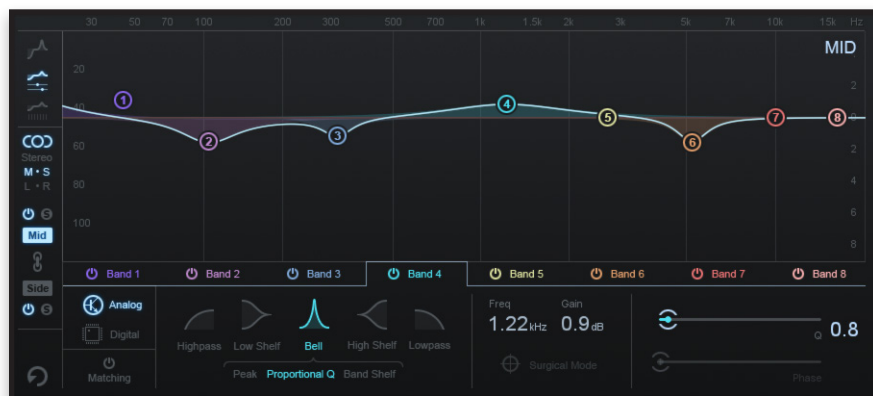 30 50 70 100 200 300 500 700 1k 1.5k 2k 3k 5k 7k 10k 15k Hz
MID
20 2
40 0
60 2
80 4
6
100
8
1 2 3 4 5 6 7 8
Stereo
M • S
L • R
S
Mid
Side
S
Band 1 Band 2 Band 3 Band 4 Band 5 Band 6 Band 7 Band 8
Analog
Digital
Matching
Highpass Low Shelf Bell High Shelf Lowpass
Peak Proportional Q Band Shelf
Freq Gain
1.22 kHz 0.9 dB
Surgical Mode
Q 0.8
Phase